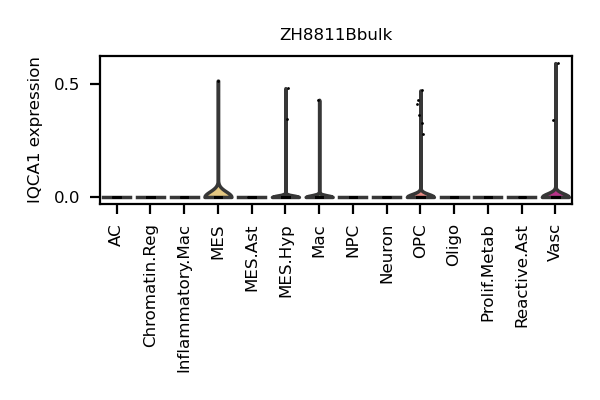 ZH8811Bbulk
IQCA1 expression
0.5
0.0
AC
Chromatin.Reg
Inflammatory.Mac
MES
MES.Ast
MES.Hyp
Mac
NPC
Neuron
OPC
Oligo
Prolif.Metab
Reactive.Ast
Vasc